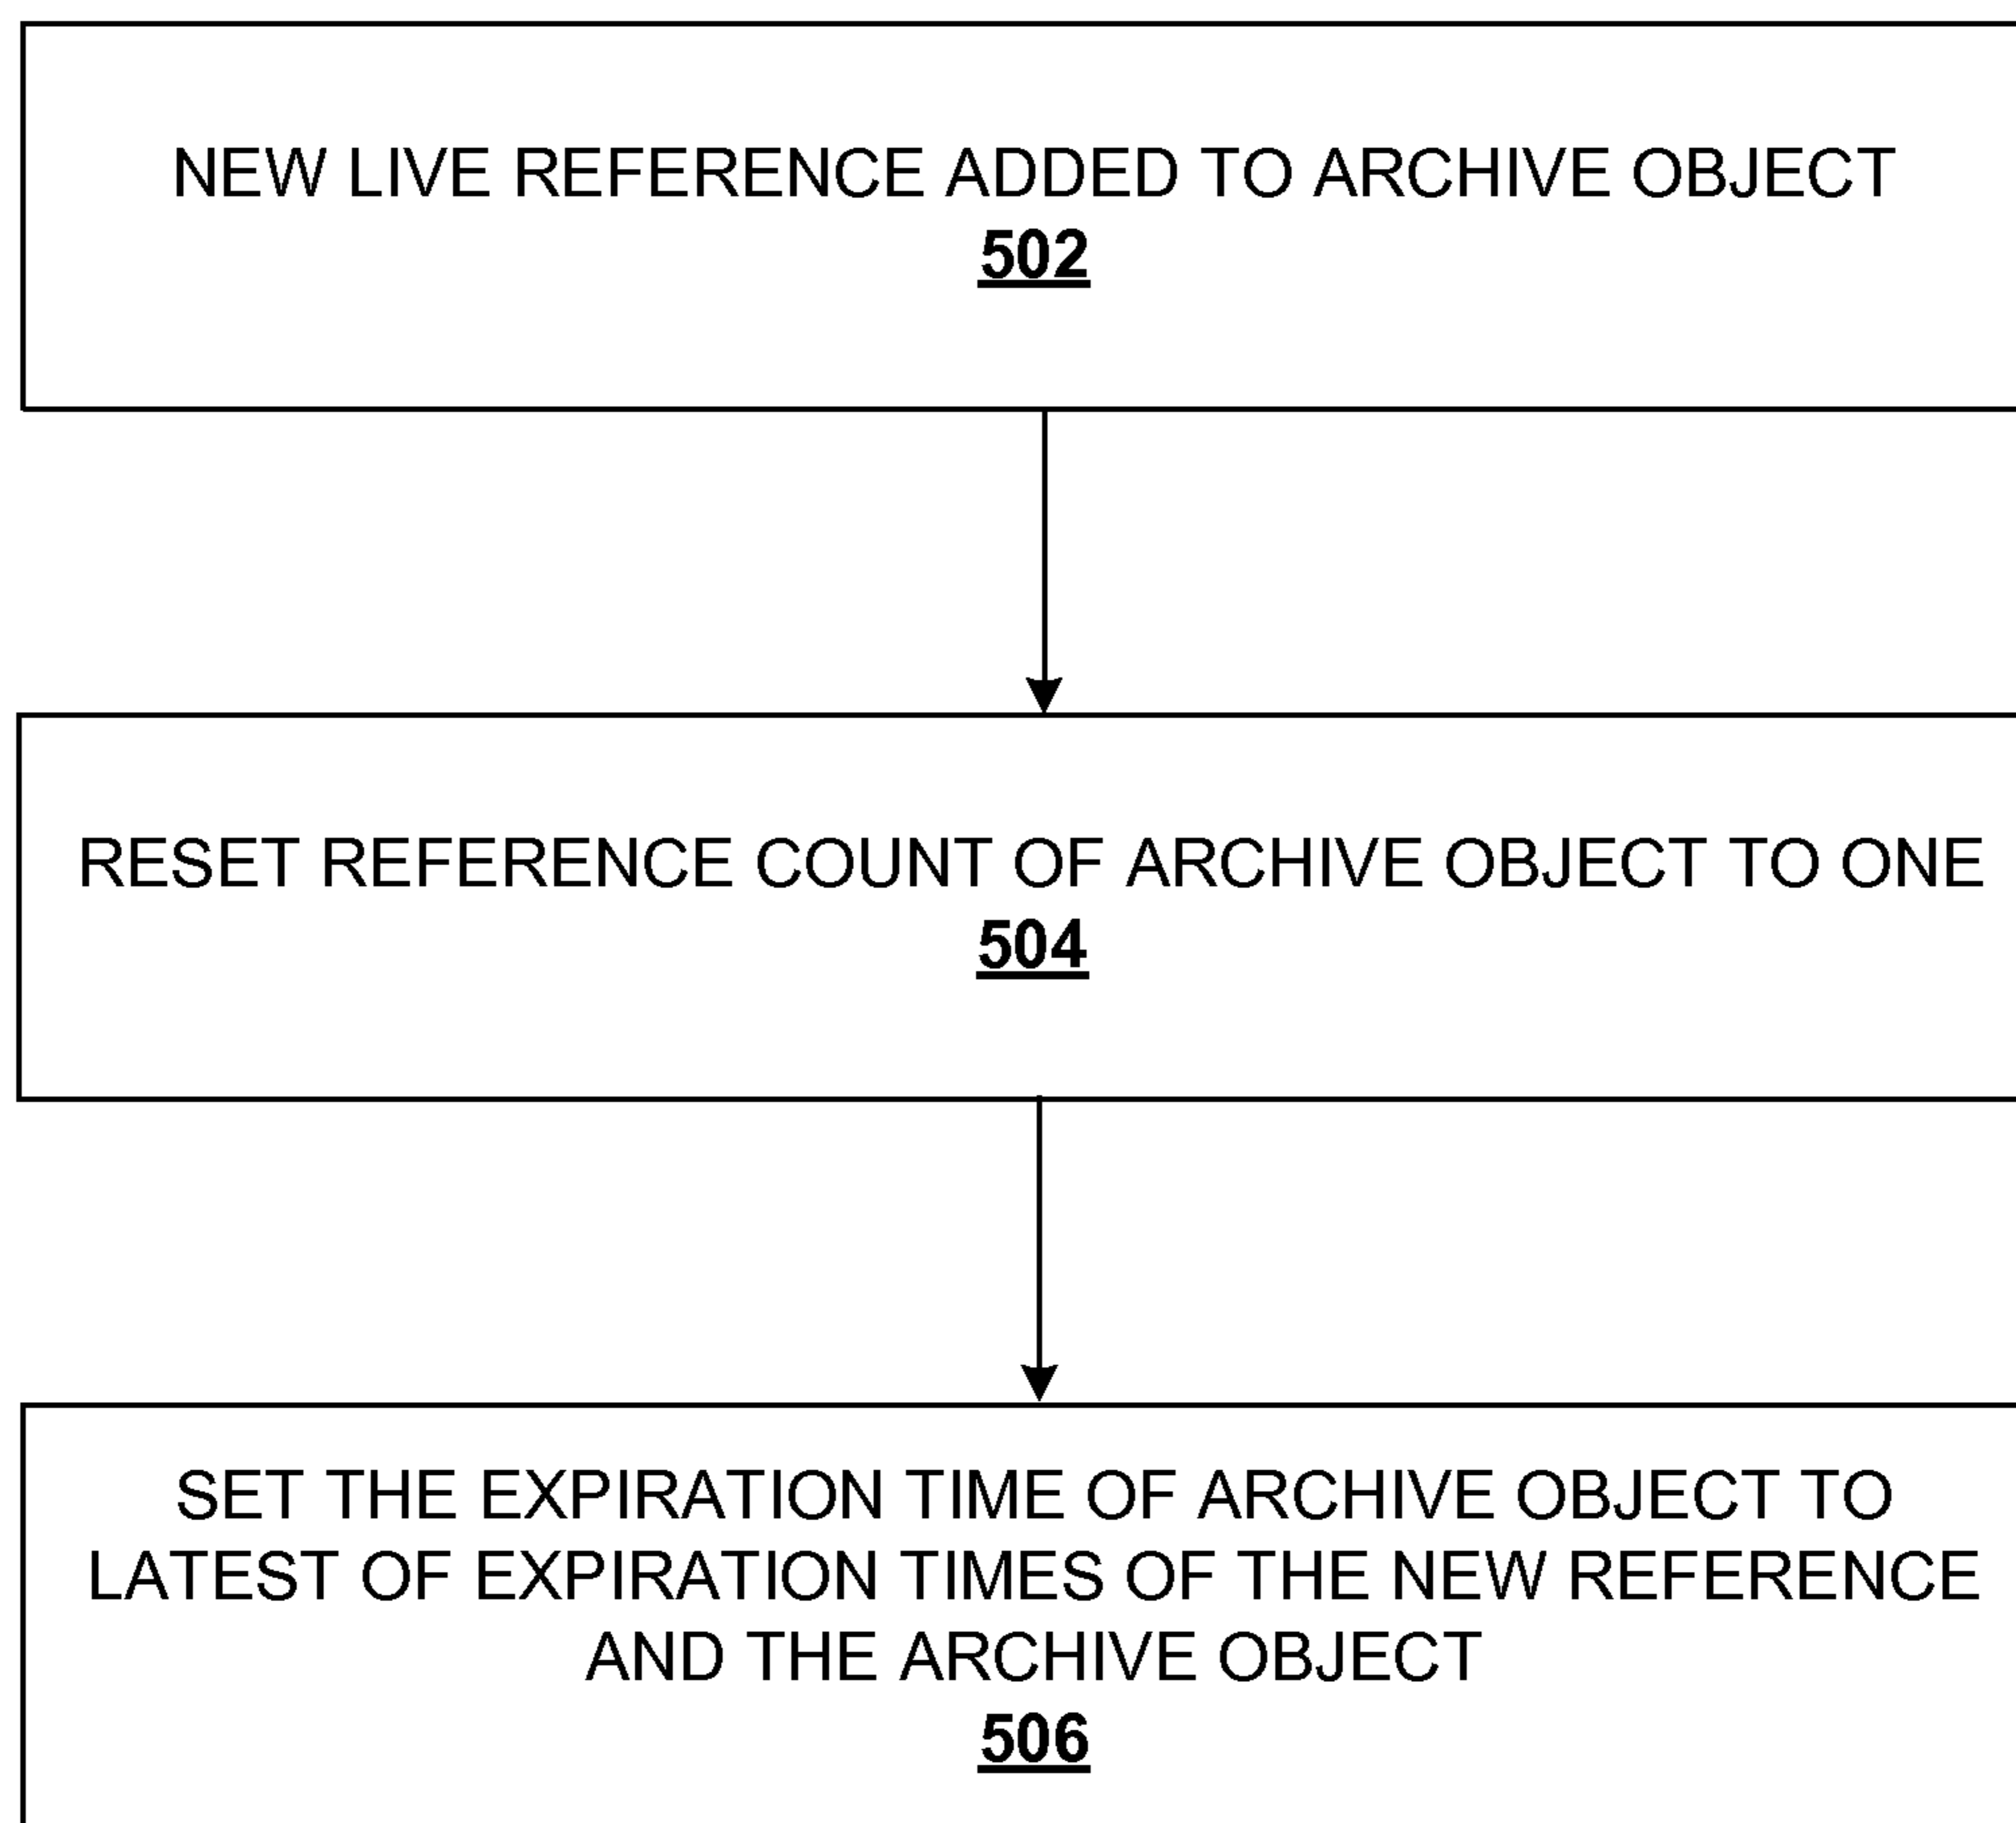 NEW LIVE REFERENCE ADDED TO ARCHIVE OBJECT
502
RESET REFERENCE COUNT OF ARCHIVE OBJECT TO ONE
504
SET THE EXPIRATION TIME OF ARCHIVE OBJECT TO
LATEST OF EXPIRATION TIMES OF THE NEW REFERENCE
AND THE ARCHIVE OBJECT
506